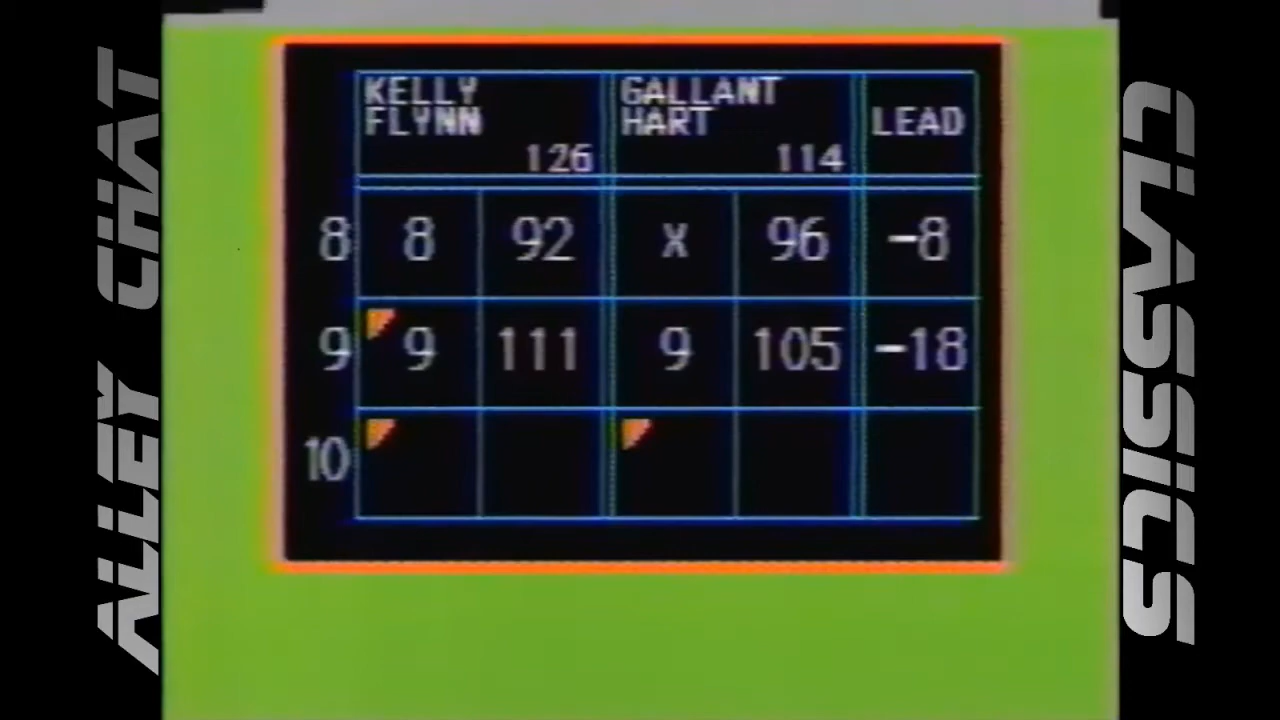 ALLEY CHAT
KELLY
FLYNN
126
GALLANT
HART
114
LEAD
8 8 92 X 96 -8
9 9 111 9 105 -18
10
CLASSICS